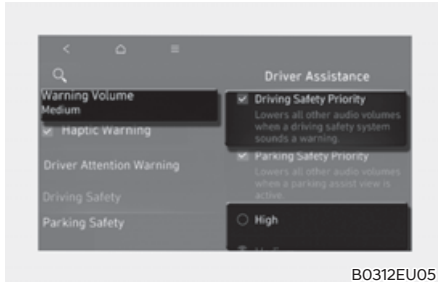 Driver Assistance
Warning Volume
Medium
Haptic Warning
Driver Attention Warning
Driving Safety
Parking Safety
Driving Safety Priority
Lowers all other audio volumes
when a driving safety system
sounds a warning.
Parking Safety Priority
Lowers all other audio volumes
when a parking assist view is
active.
High
B0312EU05